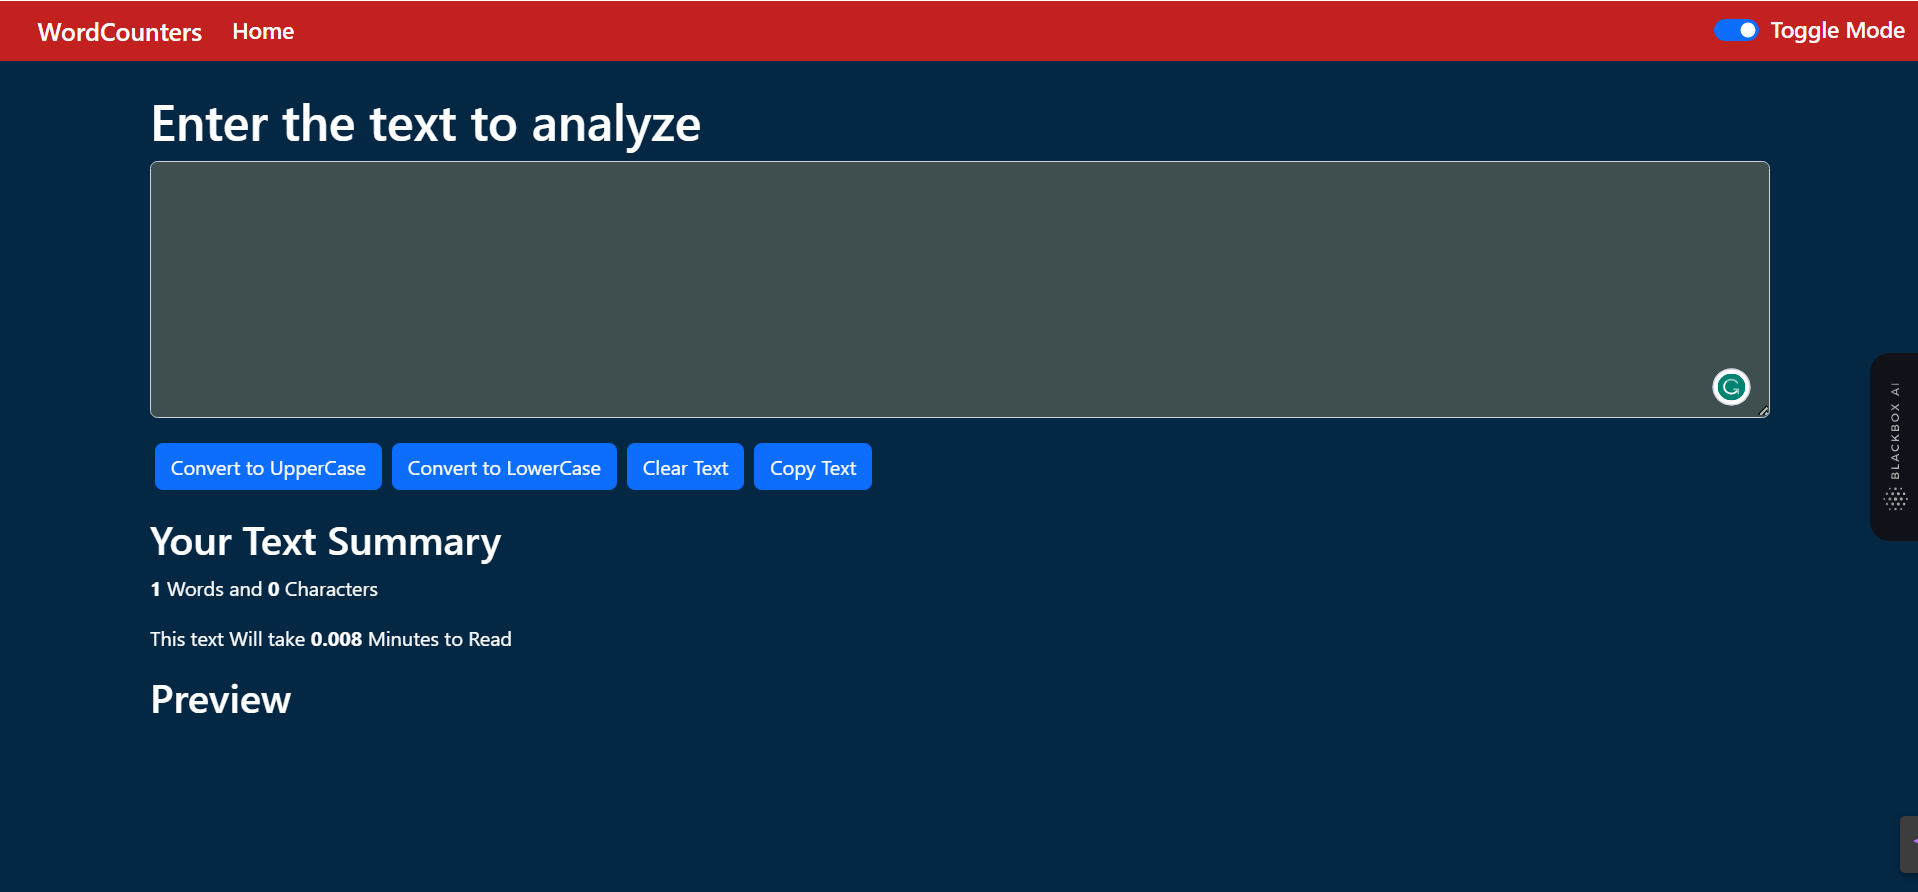 WordCounters Home Toggle Mode
Enter the text to analyze
Convert to UpperCase Convert to LowerCase Clear Text Copy Text
BLACKBOX AI
Your Text Summary
1 Words and 0 Characters
This text Will take 0.008 Minutes to Read
Preview